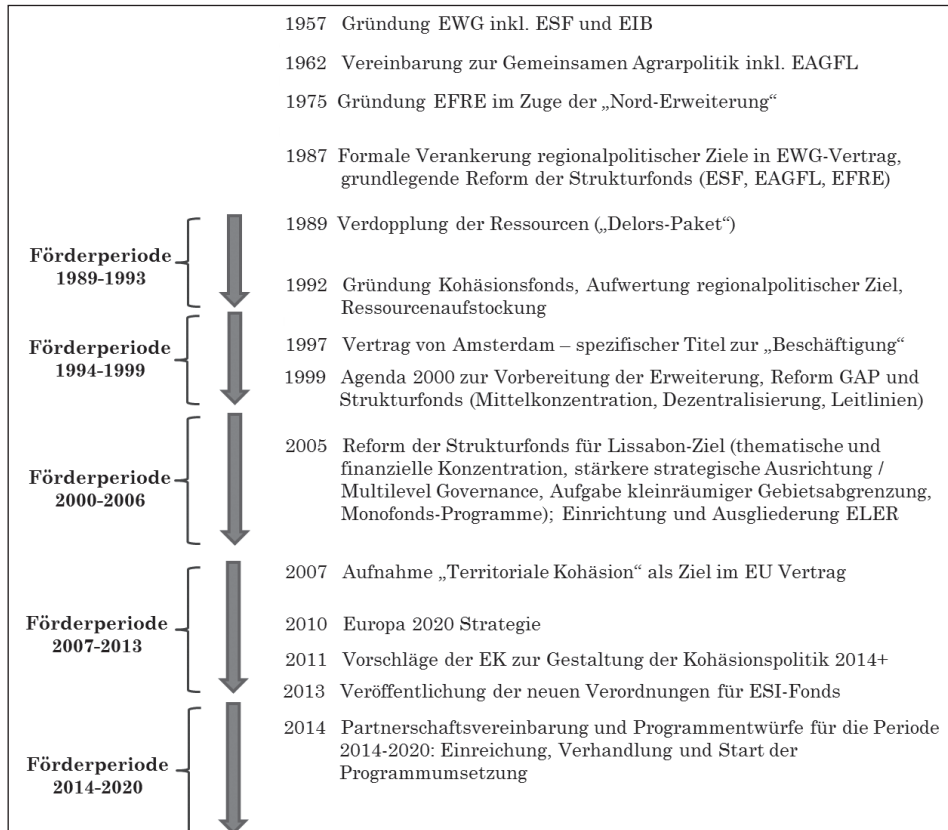 1957 Gründung EWG inkl. ESF und EIB
1962 Vereinbarung zur Gemeinsamen Agrarpolitik inkl. EAGFL
1975 Gründung EFRE im Zuge der „Nord-Erweiterung“
1987 Formale Verankerung regionalpolitischer Ziele in EWG-Vertrag,
grundlegende Reform der Strukturfonds (ESF, EAGFL, EFRE)
Förderperiode
1989-1993
1989 Verdopplung der Ressourcen („Delors-Paket“)
1992 Gründung Kohäsionsfonds, Aufwertung regionalpolitischer Ziel,
Ressourcenaufstockung
Förderperiode
1994-1999
1997 Vertrag von Amsterdam – spezifischer Titel zur „Beschäftigung“
1999 Agenda 2000 zur Vorbereitung der Erweiterung, Reform GAP und
Strukturfonds (Mittelkonzentration, Dezentralisierung, Leitlinien)
Förderperiode
2000-2006
2005 Reform der Strukturfonds für Lissabon-Ziel (thematische und
finanzielle Konzentration, stärkere strategische Ausrichtung /
Multilevel Governance, Aufgabe kleinräumiger Gebietsabgrenzung,
Monofonds-Programme); Einrichtung und Ausgliederung ELER
Förderperiode
2007-2013
2007 Aufnahme „Territoriale Kohäsion“ als Ziel im EU Vertrag
2010 Europa 2020 Strategie
2011 Vorschläge der EK zur Gestaltung der Kohäsionspolitik 2014+
2013 Veröffentlichung der neuen Verordnungen für ESI-Fonds
Förderperiode
2014-2020
2014 Partnerschaftsvereinbarung und Programmentwürfe für die Periode
2014-2020: Einreichung, Verhandlung und Start der
Programmumsetzung